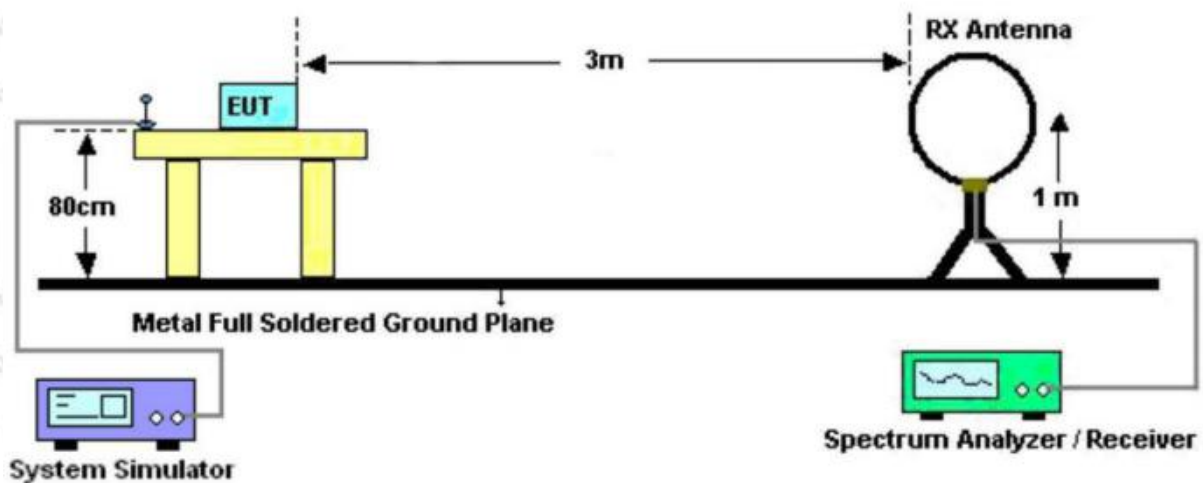 RX Antenna
3m
EUT
80cm
1 m
Metal Full Soldered Ground Plane
Spectrum Analyzer / Receiver
System Simulator